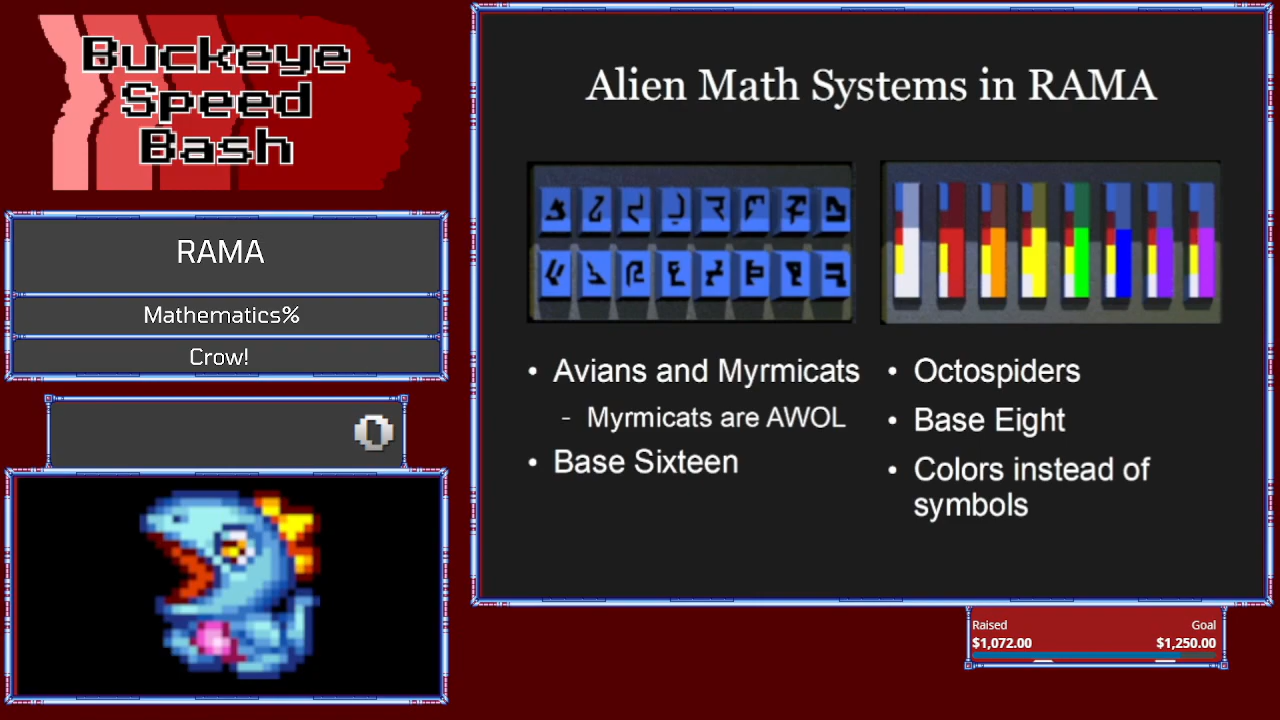 Buckeye
Speed
Bash
RAMA
Mathematics%
Crow!
0
Alien Math Systems in RAMA
• Avians and Myrmicats
- Myrmicats are AWOL
• Base Sixteen
• Octospiders
• Base Eight
• Colors instead of
symbols
Raised Goal
$1,072.00 $1,250.00